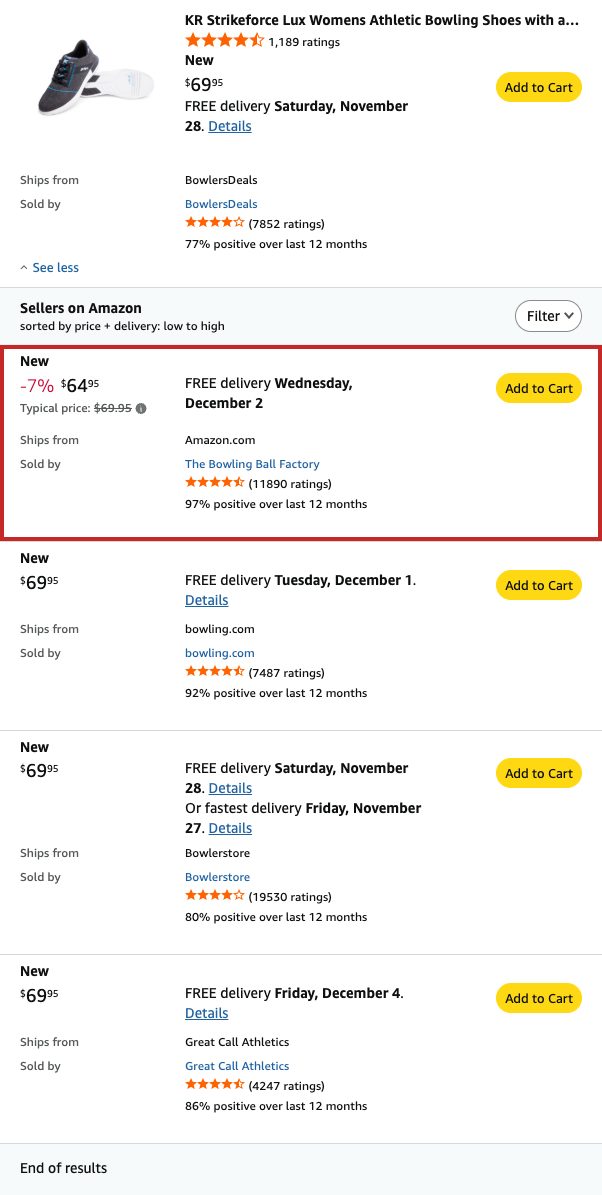 KR Strikeforce Lux Womens Athletic Bowling Shoes with a...
1,189 ratings
New
$69.95
FREE delivery Saturday, November
28. Details
Ships from BowlersDeals
Sold by BowlersDeals
(7852 ratings)
77% positive over last 12 months
See less
Sellers on Amazon
sorted by price + delivery: low to high
Filter
Add to Cart
New
-7% $64.95
Typical price: $69.95
FREE delivery Wednesday,
December 2
Add to Cart
Ships from Amazon.com
Sold by The Bowling Ball Factory
(11890 ratings)
97% positive over last 12 months
New
$69.95
FREE delivery Tuesday, December 1.
Details
Add to Cart
Ships from bowling.com
Sold by bowling.com
(7487 ratings)
92% positive over last 12 months
New
$69.95
FREE delivery Saturday, November
28. Details
Or fastest delivery Friday, November
27. Details
Add to Cart
Ships from Bowlerstore
Sold by Bowlerstore
(19530 ratings)
80% positive over last 12 months
New
$69.95
FREE delivery Friday, December 4.
Details
Add to Cart
Ships from Great Call Athletics
Sold by Great Call Athletics
(4247 ratings)
86% positive over last 12 months
End of results